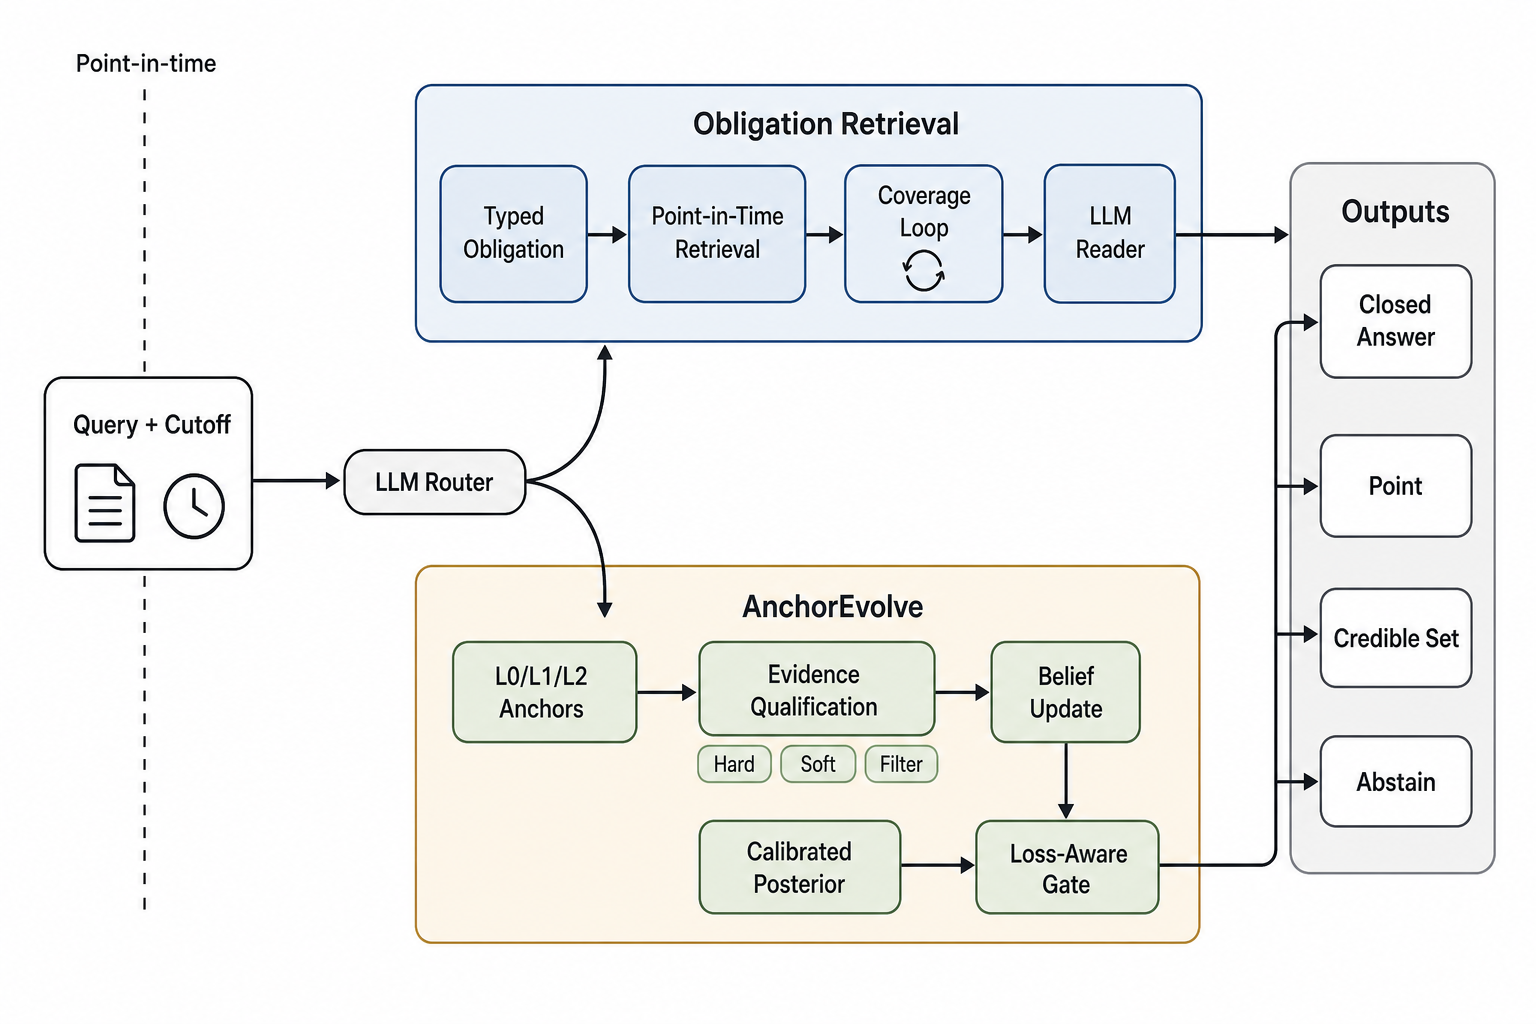 Point-in-time
Query + Cutoff
LLM Router
Obligation Retrieval
Typed
Obligation
Point-in-Time
Retrieval
Coverage
Loop
LLM
Reader
AnchorEvolve
L0/L1/L2
Anchors
Evidence
Qualification
Hard
Soft
Filter
Belief
Update
Calibrated
Posterior
Loss-Aware
Gate
Outputs
Closed
Answer
Point
Credible Set
Abstain